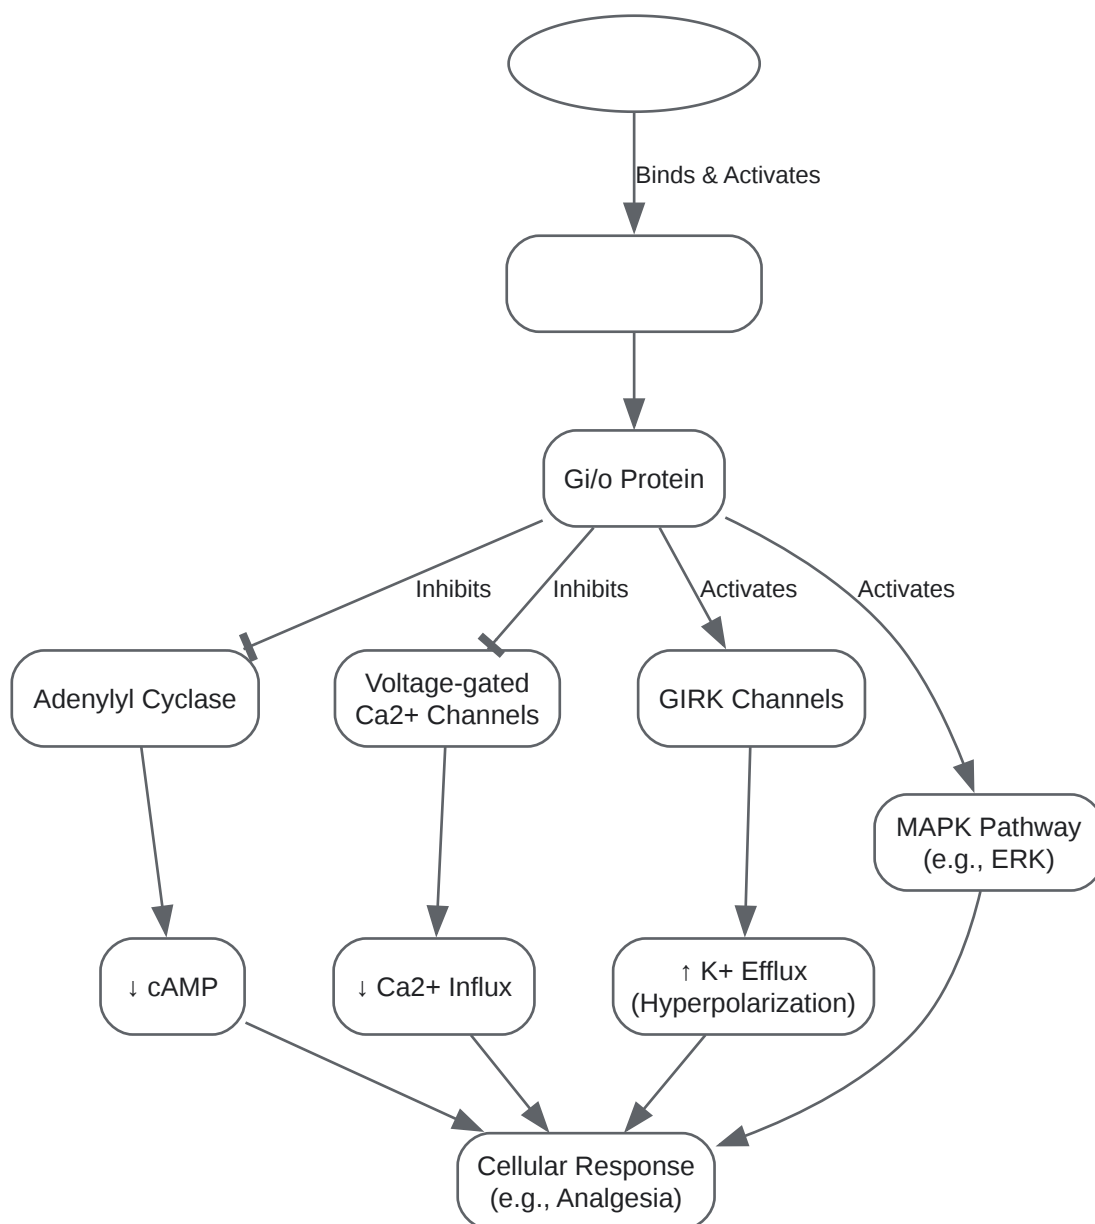 Binds & Activates
Gi/o Protein
Inhibits
Inhibits
Activates
Activates
Adenylyl Cyclase
Voltage-gated
Ca2+ Channels
GIRK Channels
MAPK Pathway
(e.g., ERK)
↓ cAMP
↓ Ca2+ Influx
↑ K+ Efflux
(Hyperpolarization)
Cellular Response
(e.g., Analgesia)